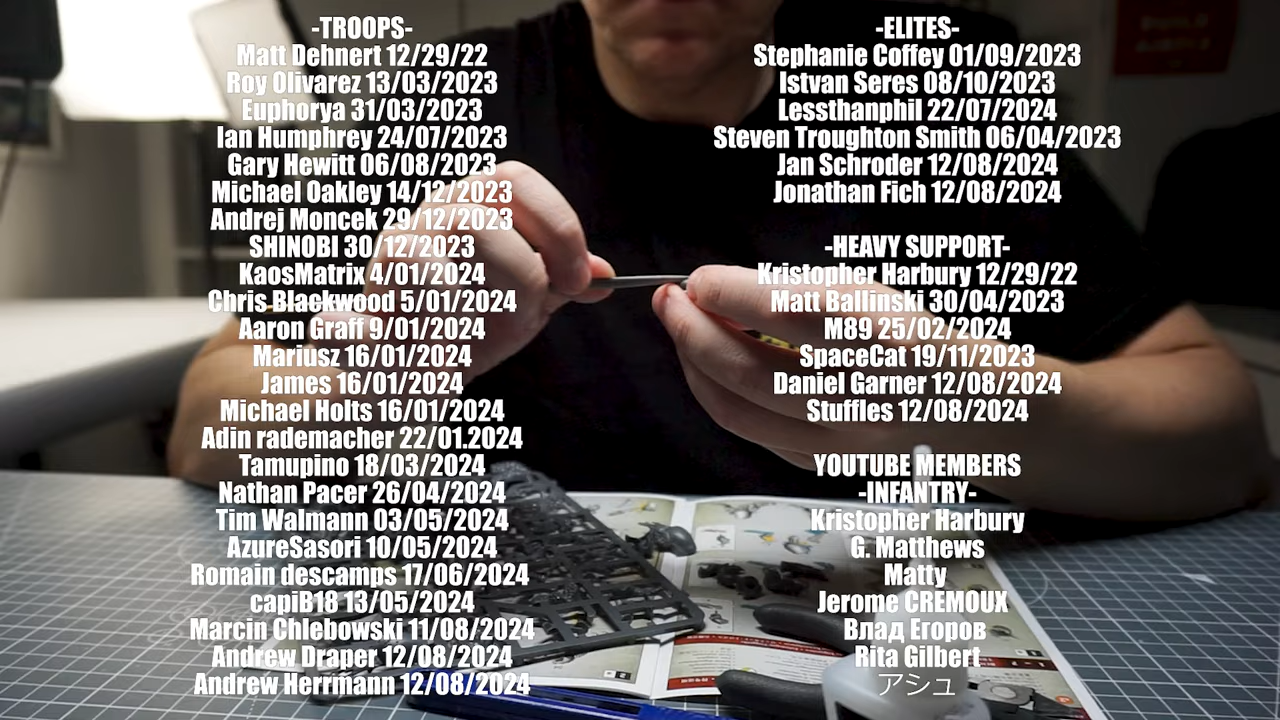 -TROOPS-
Matt Dehnert 12/29/22
Roy Olivarez 13/03/2023
Euphorya 31/03/2023
Ian Humphrey 24/07/2023
Gary Hewitt 06/08/2023
Michael Oakley 14/12/2023
Andrej Moncek 29/12/2023
SHINOBI 30/12/2023
KaosMatrix 4/01/2024
Chris Blackwood 5/01/2024
Aaron Graff 9/01/2024
Mariusz 16/01/2024
James 16/01/2024
Michael Holts 16/01/2024
Adin rademacher 22/01.2024
Tamupino 18/03/2024
Nathan Pacer 26/04/2024
Tim Walmann 03/05/2024
AzureSasori 10/05/2024
Romain descamps 17/06/2024
capiB18 13/05/2024
Marcin Chlebowski 11/08/2024
Andrew Draper 12/08/2024
Andrew Herrmann 12/08/2024
-ELITES-
Stephanie Coffey 01/09/2023
Istvan Seres 08/10/2023
Lessthanphil 22/07/2024
Steven Troughton Smith 06/04/2023
Jan Schroder 12/08/2024
Jonathan Fich 12/08/2024
-HEAVY SUPPORT-
Kristopher Harbury 12/29/22
Matt Ballinski 30/04/2023
M89 25/02/2024
SpaceCat 19/11/2023
Daniel Garner 12/08/2024
Stuffles 12/08/2024
YOUTUBE MEMBERS
-INFANTRY-
Kristopher Harbury
G. Matthews
Matty
Jerome CREMOUX
Влад Егоров
Rita Gilbert
アシュ